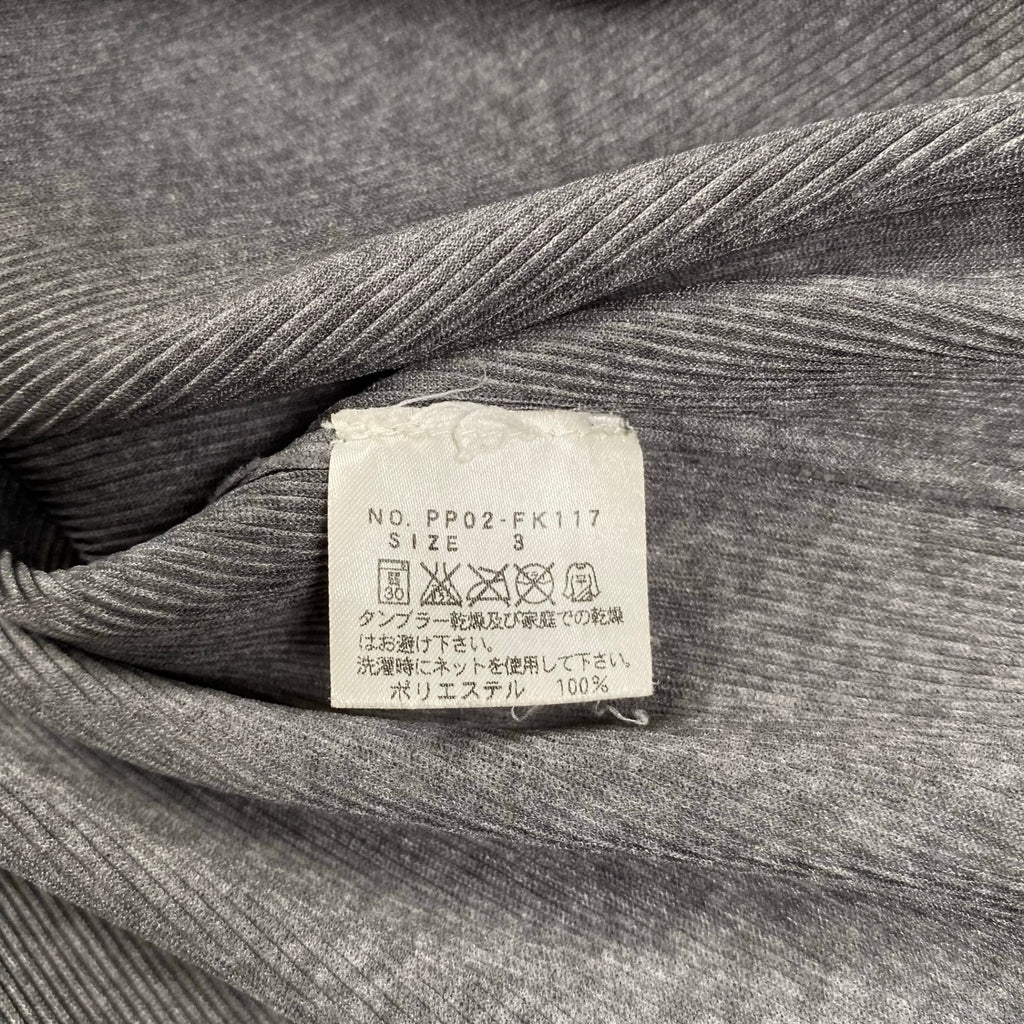 NO. PP02-FK117
SIZE 3
30
タンブラー乾燥及び家庭での乾燥
はお避け下さい。
洗濯時にネットを使用して下さい。
ポリエステル 100%